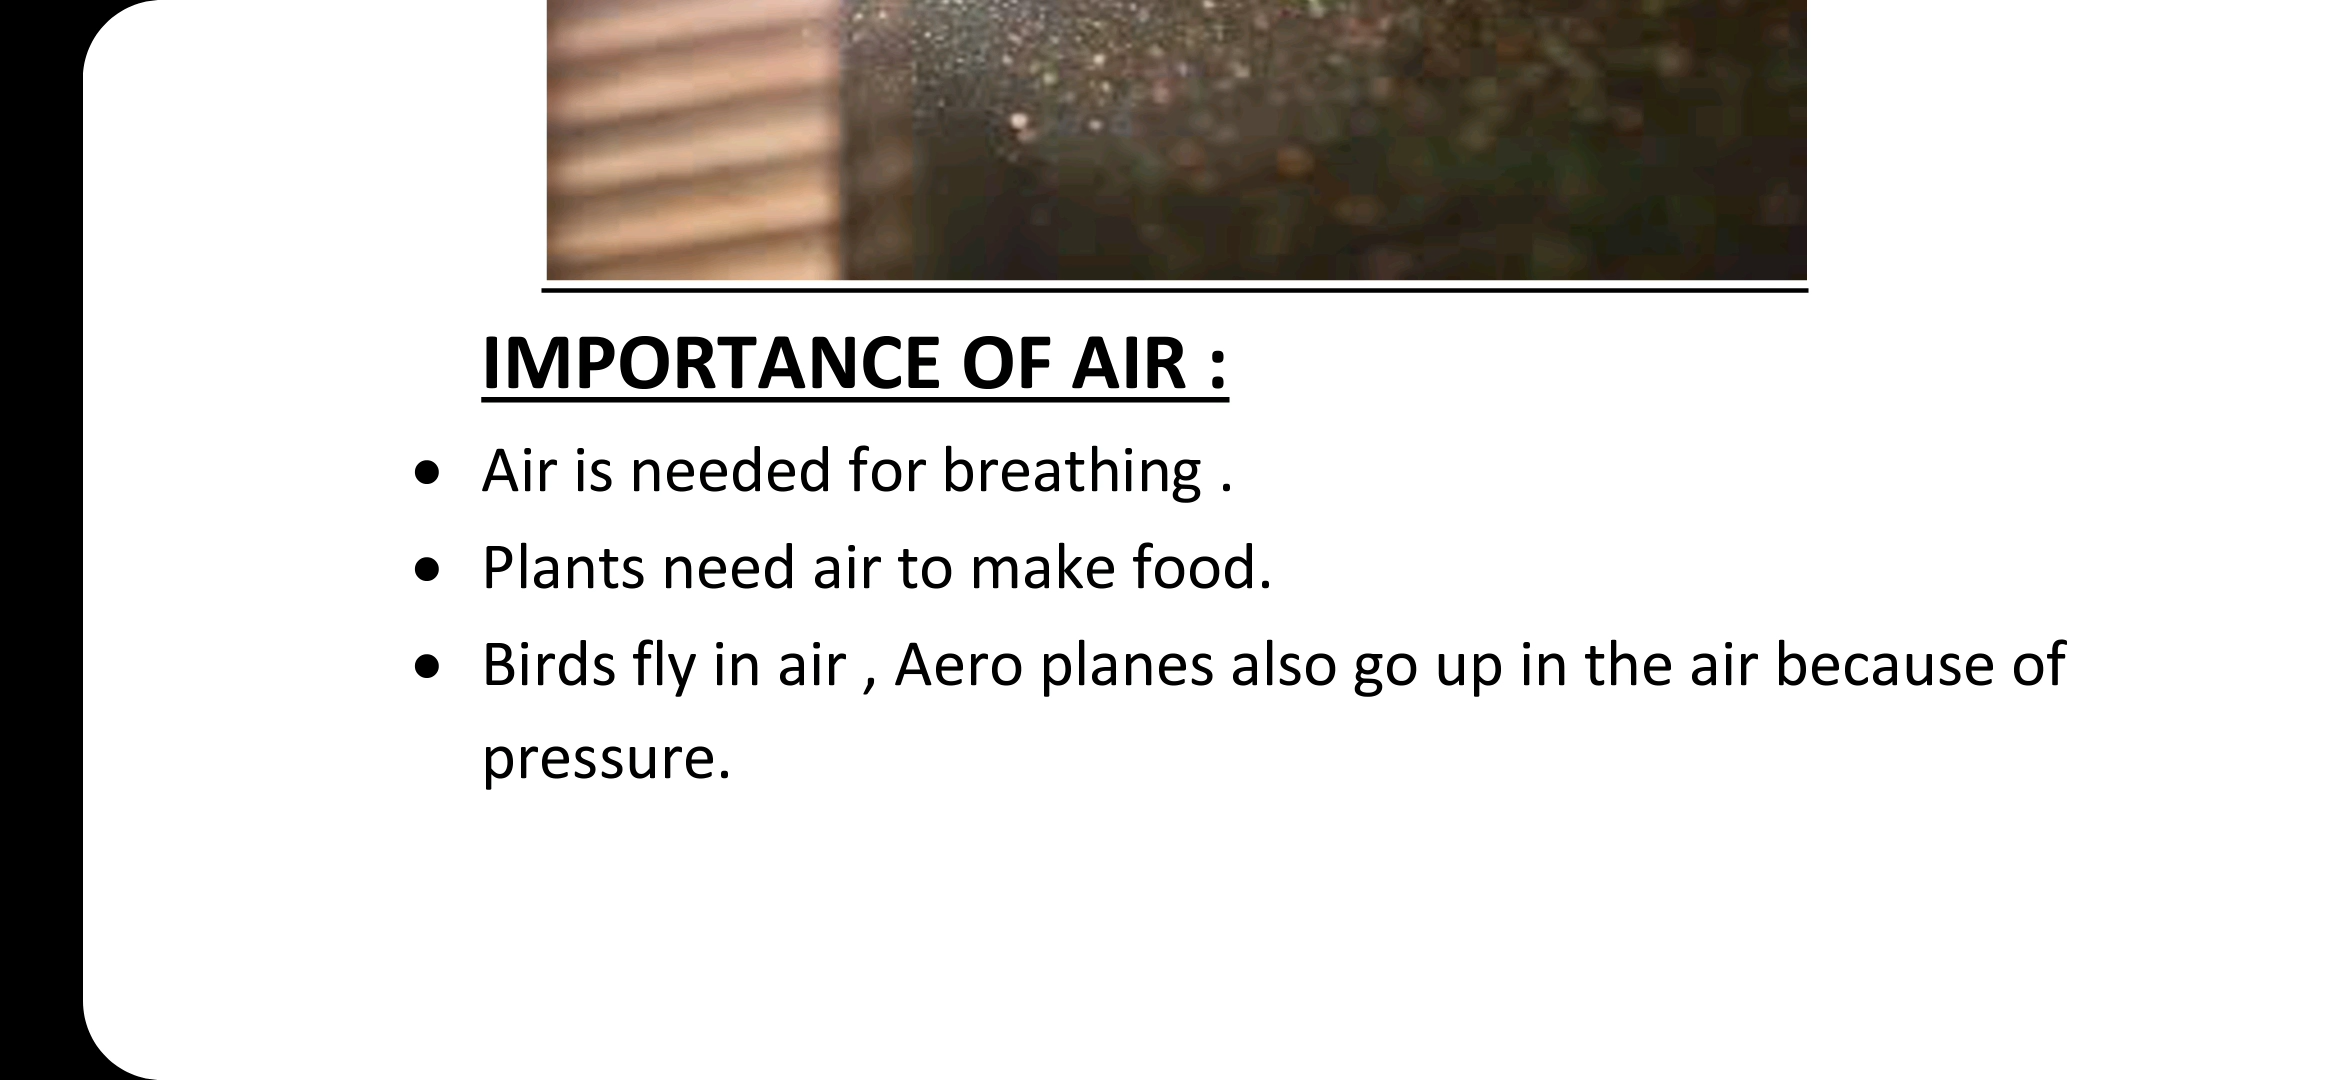 IMPORTANCE OF AIR :
• Air is needed for breathing .
• Plants need air to make food.
• Birds fly in air , Aero planes also go up in the air because of
pressure.